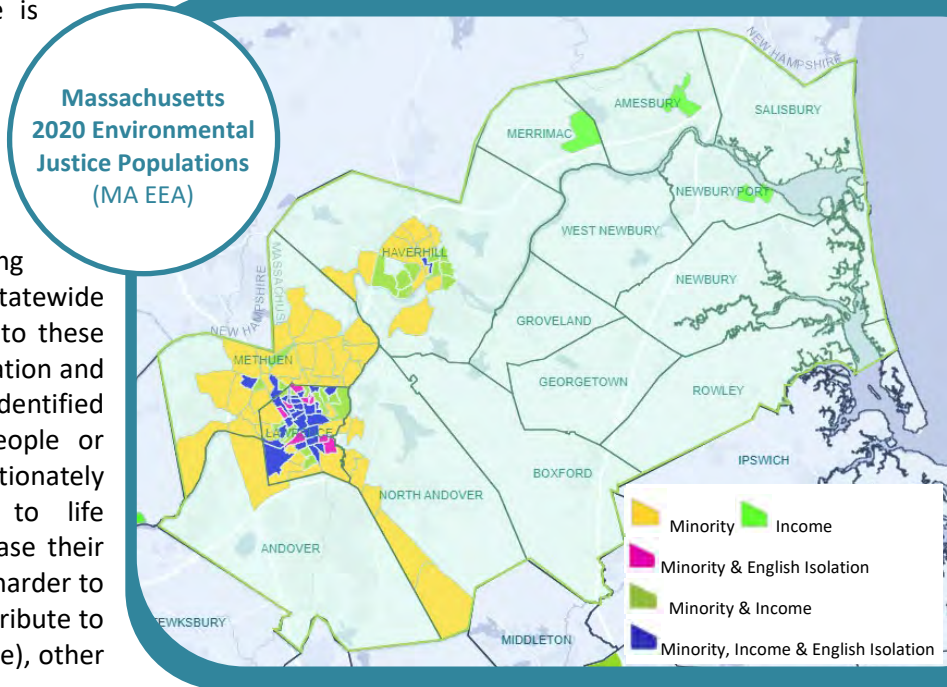 e is
Massachusetts
2020 Environmental
Justice Populations
(MA EEA)
ng
tatewide
to these
ation and
dentified
eople or
tionately
to life
ase their
harder to
ribute to
e), other
NEW HAMPSHIRE
AMESBURY
SALISBURY
MERRIMAC
NEWBURYPORT
WEST NEWBURY
HAVERHILL
MASSACHUSE
NEW HAMPSHIRE
NEWBURY
GROVELAND
METHUEN
GEORGETOWN
ROWLEY
LAWRENCE
IPSWICH
BOXFORD
NORTH ANDOVER
ANDOVER
EWKSBURY
MIDDLETON
Minority Income
Minority & English Isolation
Minority & Income
Minority, Income & English Isolation